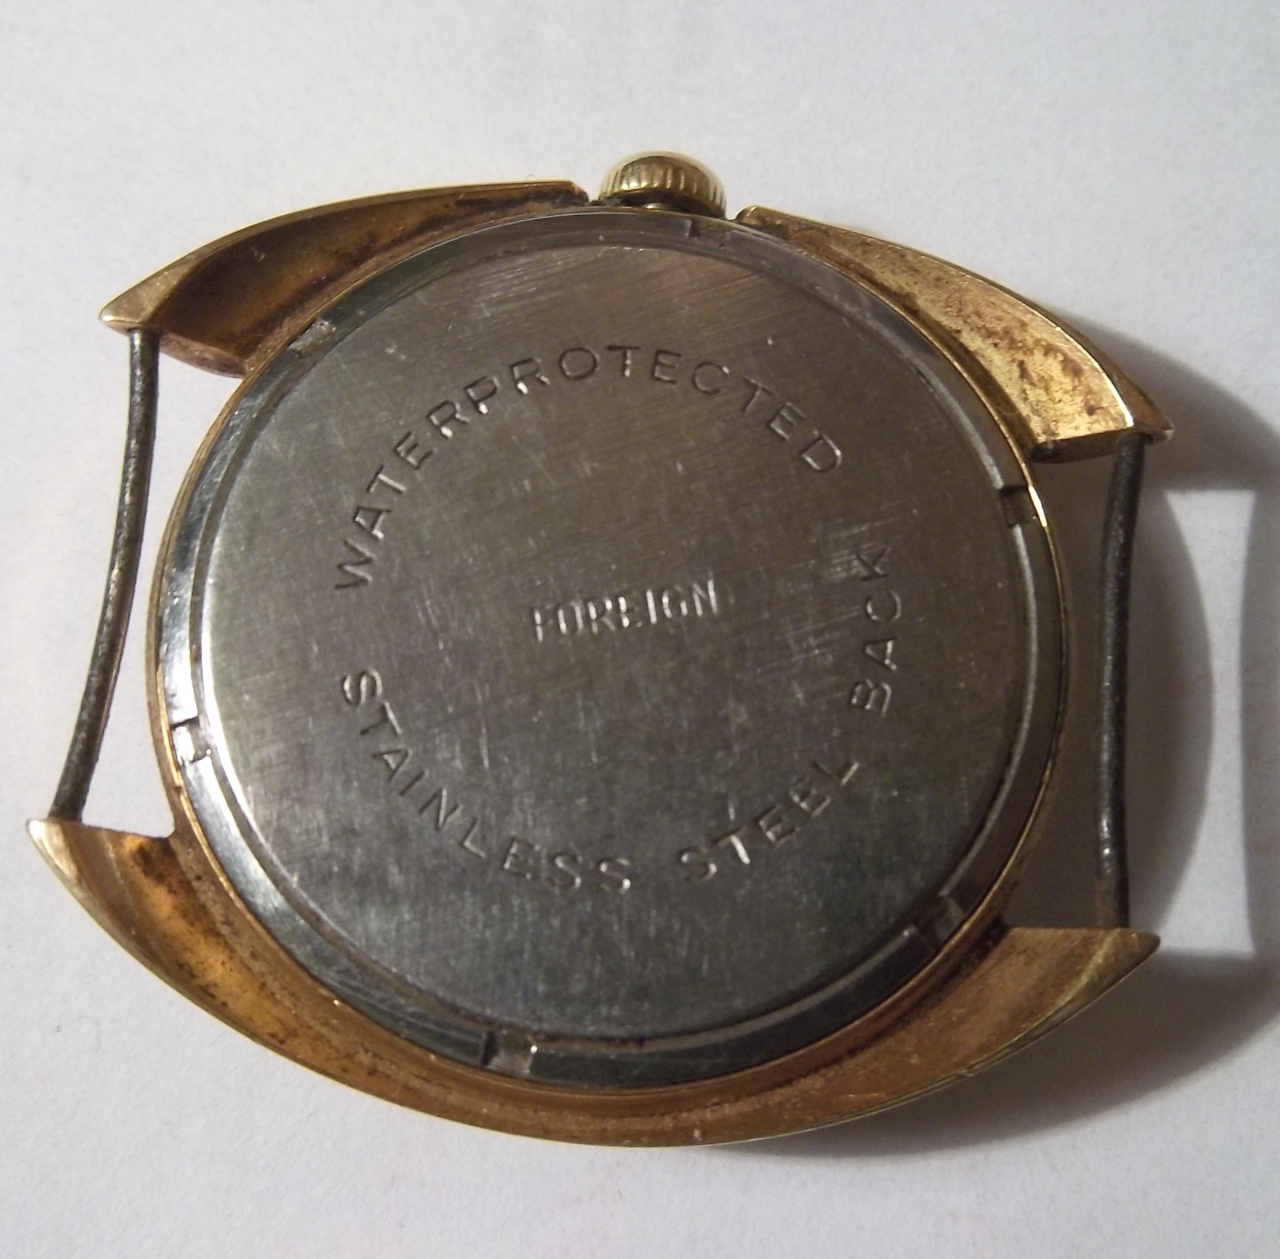 WATERPROTECTED
FOREIGN
STAINLESS STEEL BACK